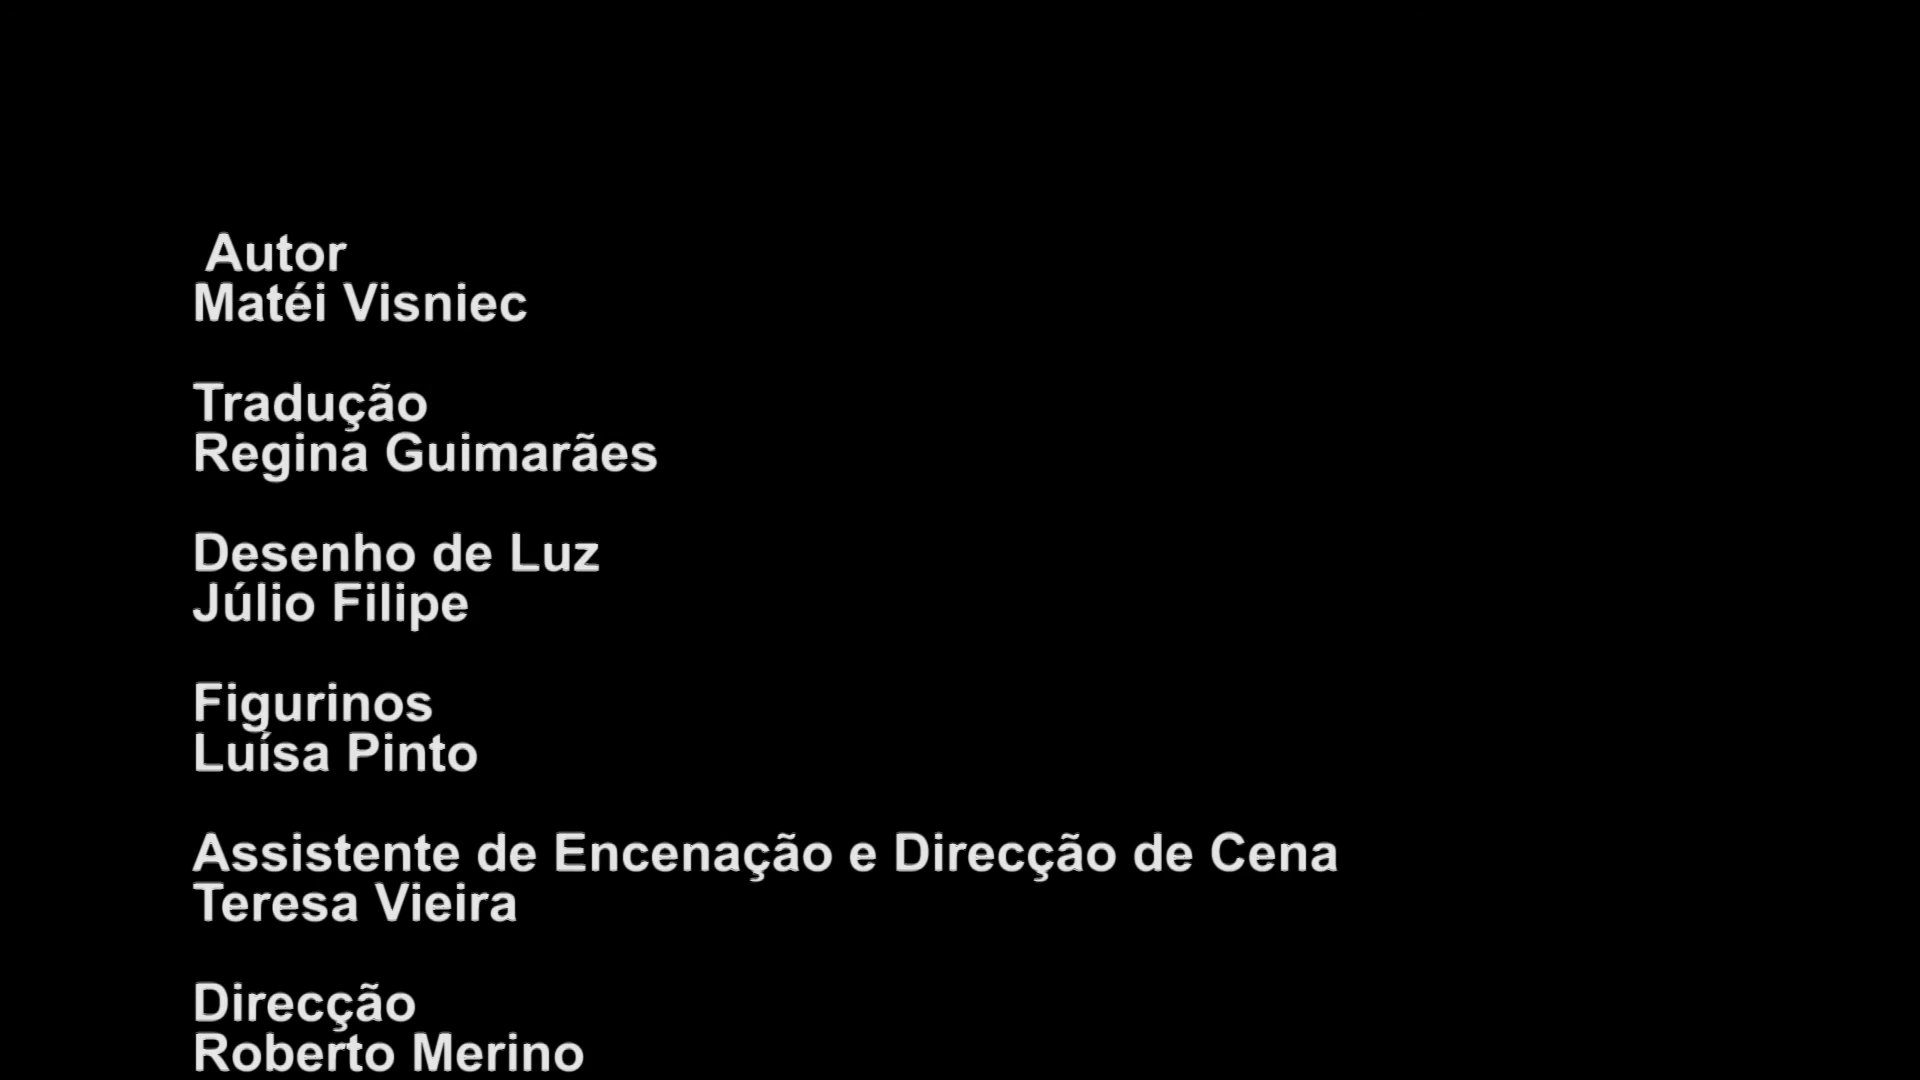 Autor
Matéi Visniec
Tradução
Regina Guimarães
Desenho de Luz
Júlio Filipe
Figurinos
Luísa Pinto
Assistente de Encenação e Direcção de Cena
Teresa Vieira
Direcção
Roberto Merino